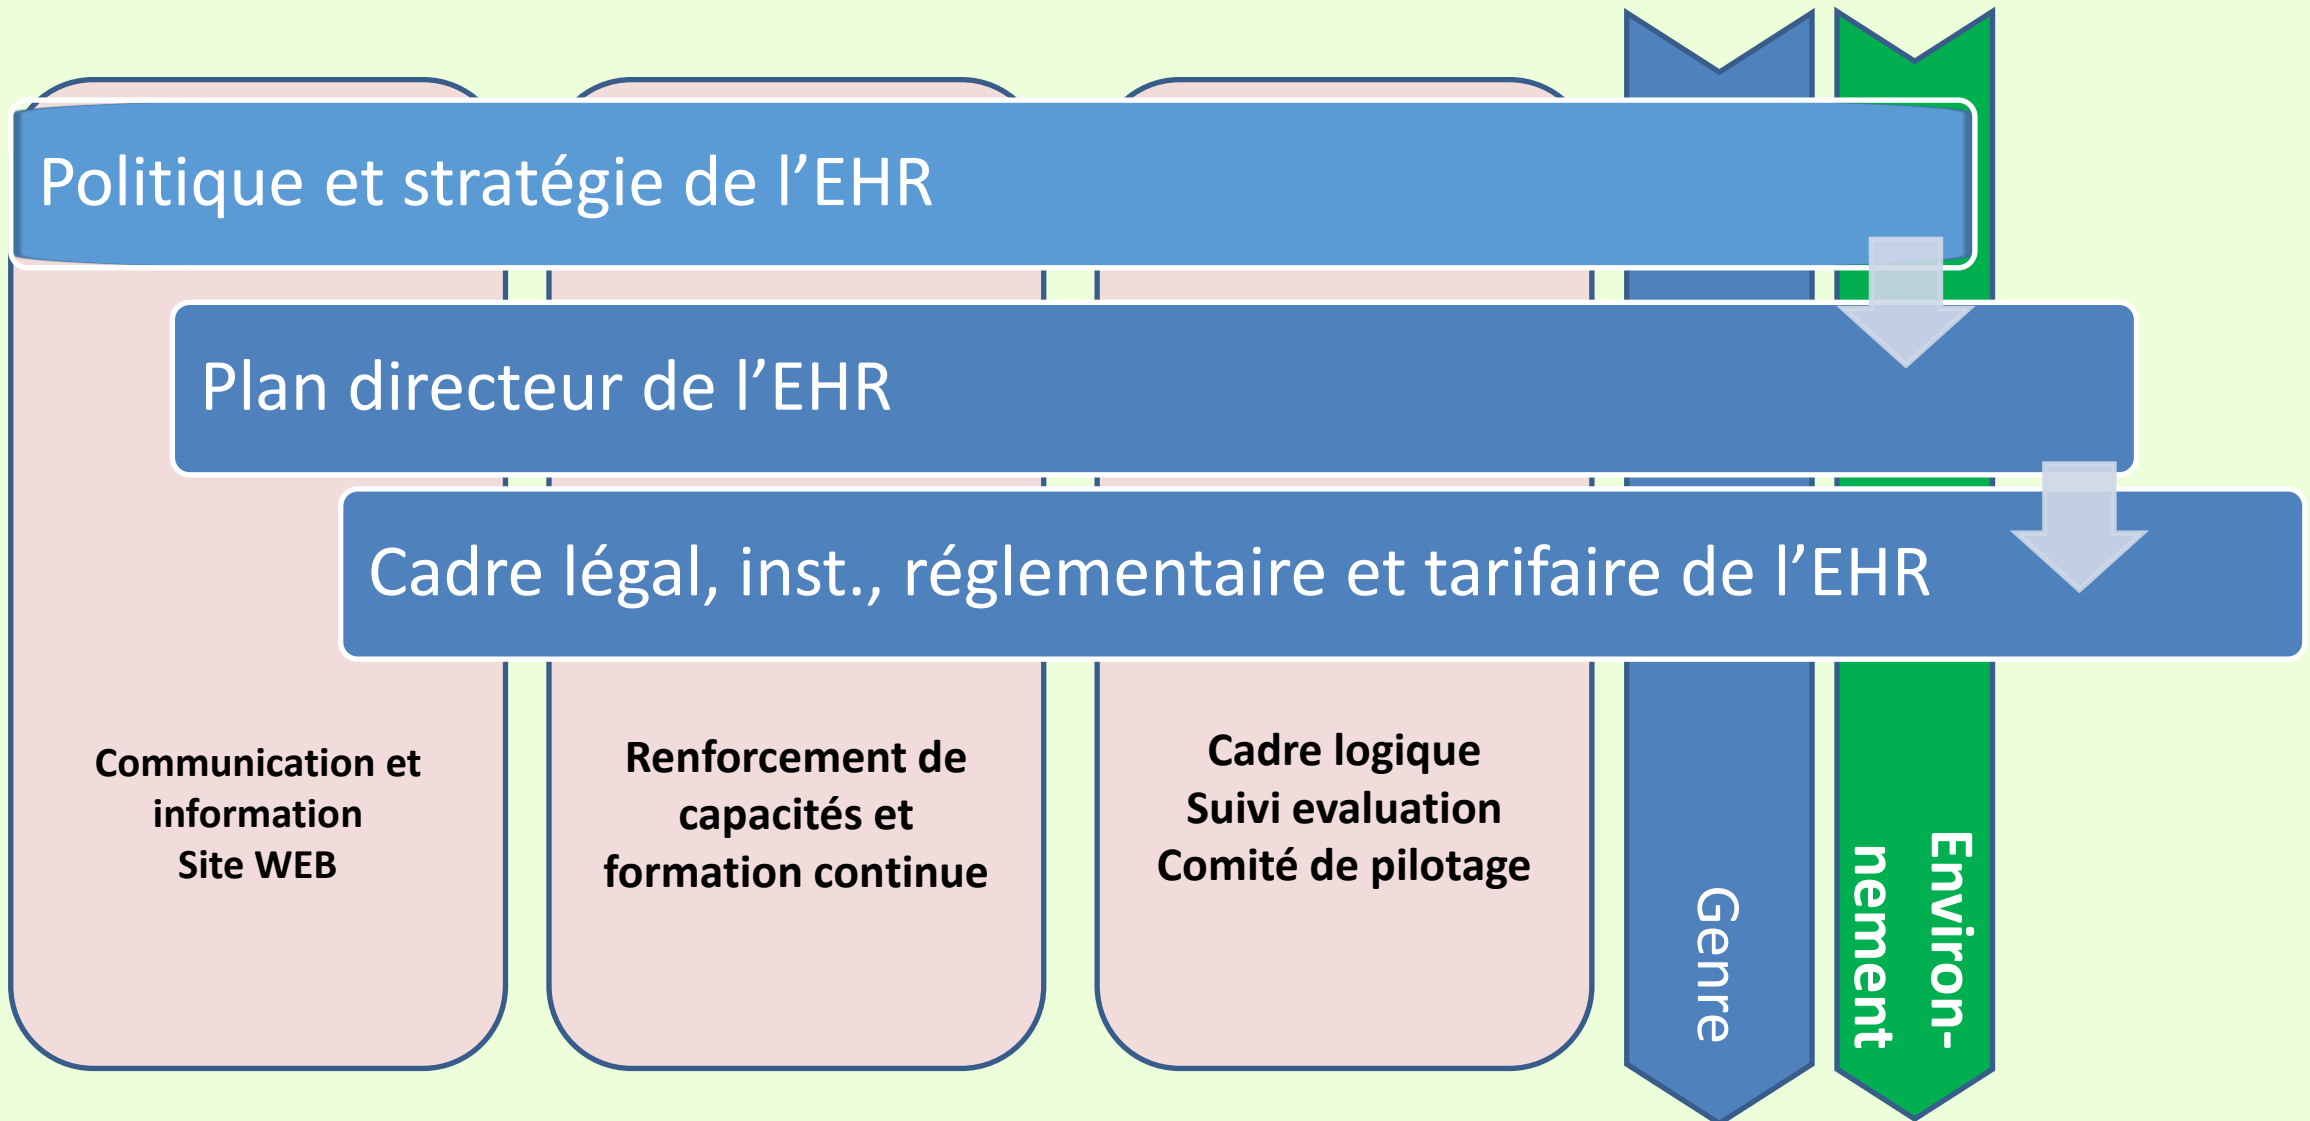 Politique et stratégie de l’EHR
Plan directeur de l’EHR
Cadre légal, inst., réglementaire et tarifaire de l’EHR
Communication et
information
Site WEB
Renforcement de
capacités et
formation continue
Cadre logique
Suivi evaluation
Comité de pilotage
Genre
Environ-
nement